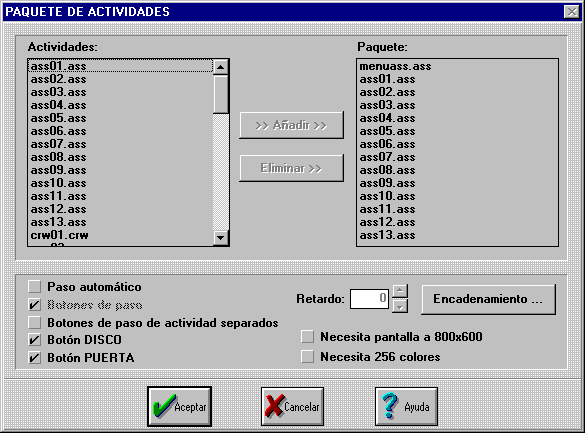 PAQUETE DE ACTIVIDADES
Actividades:
ass01.ass
ass02.ass
ass03.ass
ass04.ass
ass05.ass
ass06.ass
ass07.ass
ass08.ass
ass09.ass
ass10.ass
ass11.ass
ass12.ass
ass13.ass
crw01.crw
>> Añadir >>
Eliminar >>
Paquete:
menuass.ass
ass01.ass
ass02.ass
ass03.ass
ass04.ass
ass05.ass
ass06.ass
ass07.ass
ass08.ass
ass09.ass
ass10.ass
ass11.ass
ass12.ass
ass13.ass
Paso automático
Botones de paso
Botones de paso de actividad separados
Botón DISCO
Botón PUERTA
Retardo: 0
Encadenamiento ...
Necesita pantalla a 800x600
Necesita 256 colores
Aceptar
Cancelar
? Ayuda